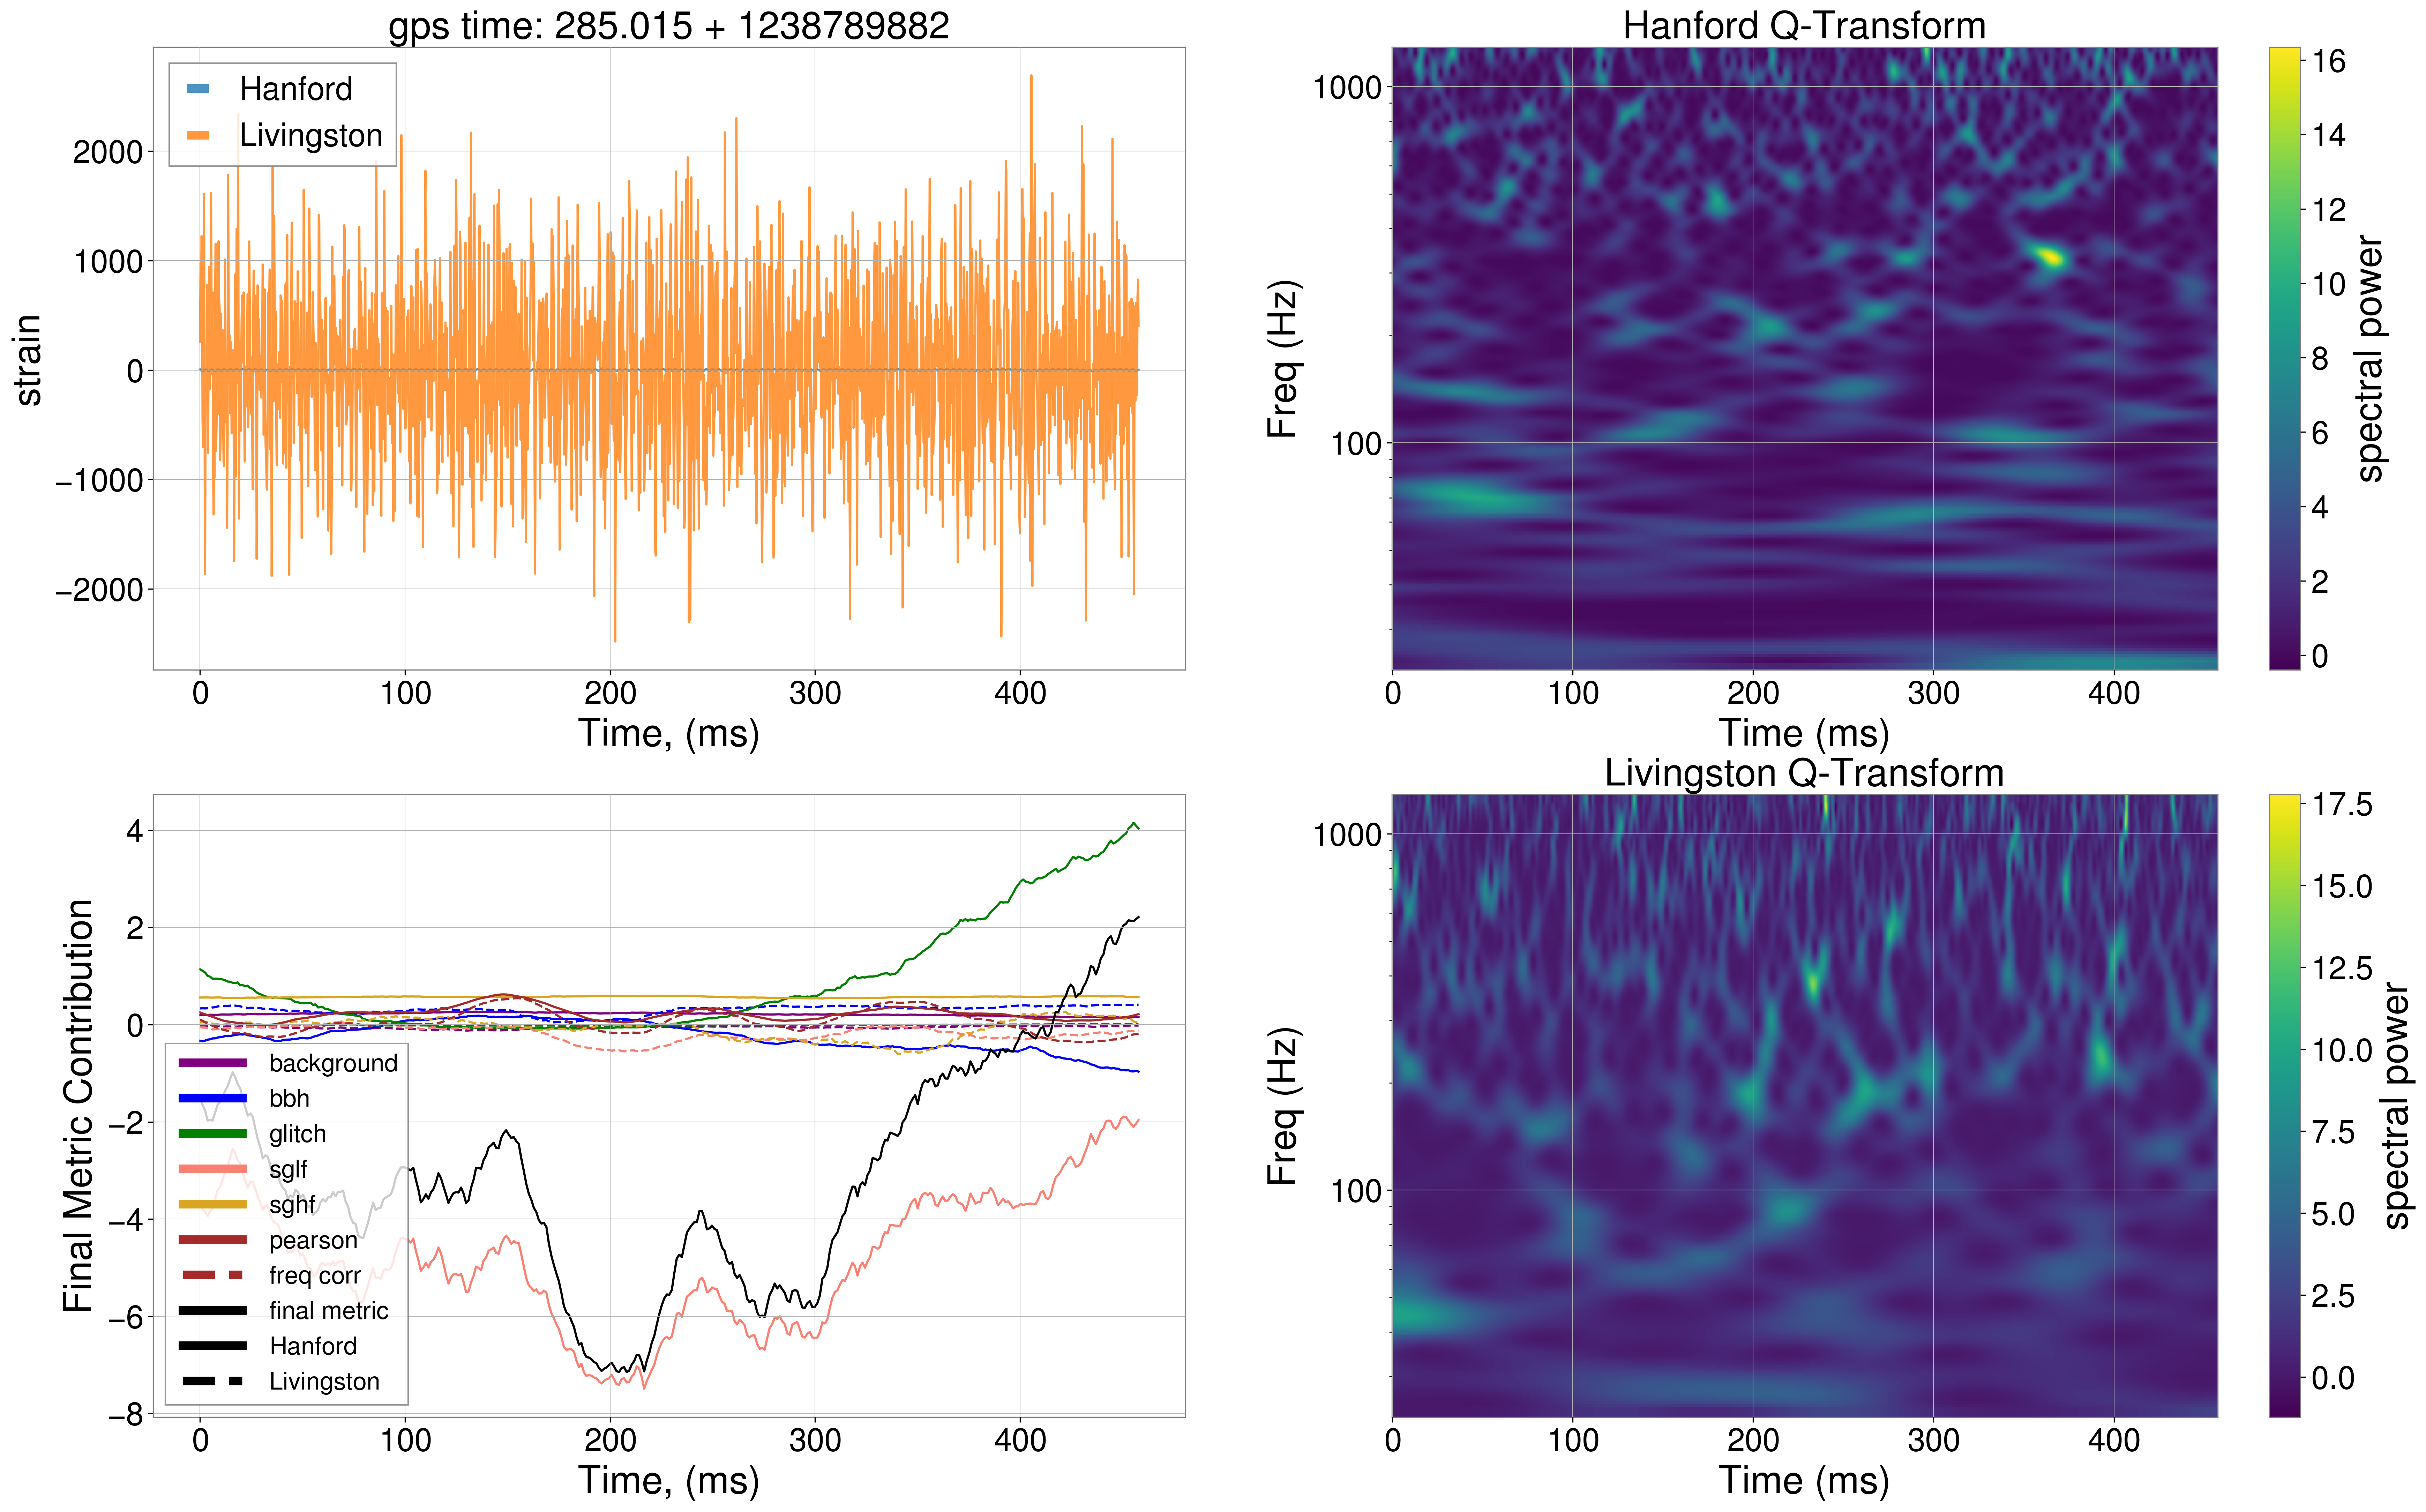 gps time: 285.015 + 1238789882
Hanford
Livingston
strain
2000
1000
0
−1000
−2000
0 100 200 300 400
Time, (ms)
Hanford Q-Transform
Freq (Hz)
1000
100
0 100 200 300 400
Time (ms)
16
14
12
10
8
6
4
2
0
spectral power
Final Metric Contribution
4
2
0
−2
−4
−6
−8
background
bbh
glitch
sglf
sghf
pearson
freq corr
final metric
Hanford
Livingston
0 100 200 300 400
Time, (ms)
Livingston Q-Transform
Freq (Hz)
1000
100
0 100 200 300 400
Time (ms)
17.5
15.0
12.5
10.0
7.5
5.0
2.5
0.0
spectral power